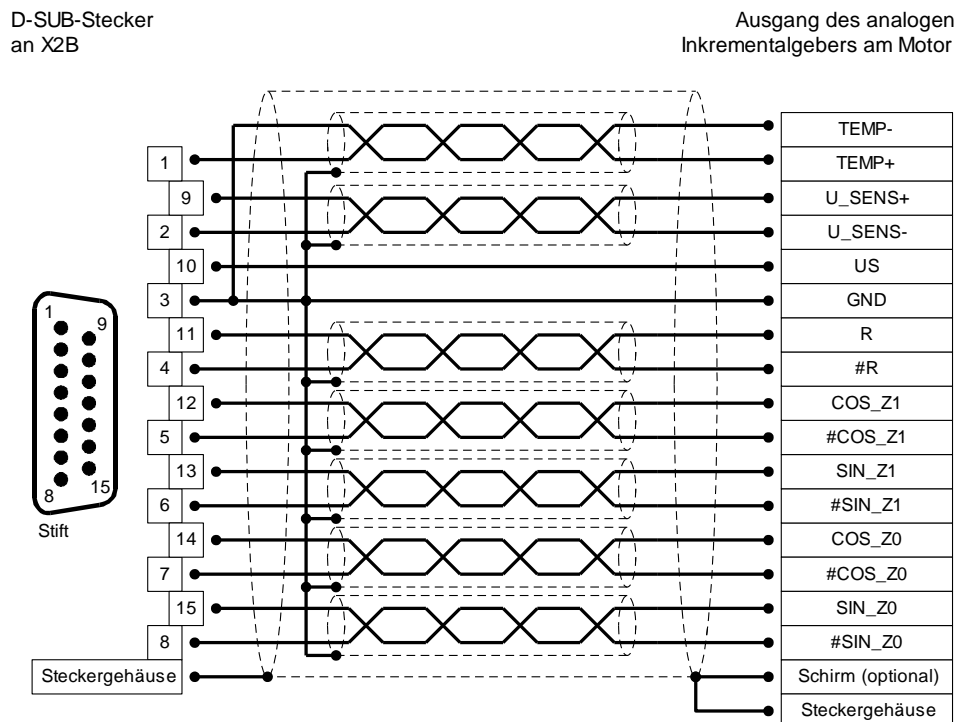 D-SUB-Stecker
an X2B
Ausgang des analogen
Inkrementalgebers am Motor
TEMP-
1 TEMP+
9 U_SENS+
2 U_SENS-
10 US
3 GND
11 R
4 #R
12 COS_Z1
5 #COS_Z1
13 SIN_Z1
6 #SIN_Z1
14 COS_Z0
7 #COS_Z0
15 SIN_Z0
8 #SIN_Z0
Steckergehäuse Schirm (optional)
Steckergehäuse
1 9
8 15
Stift